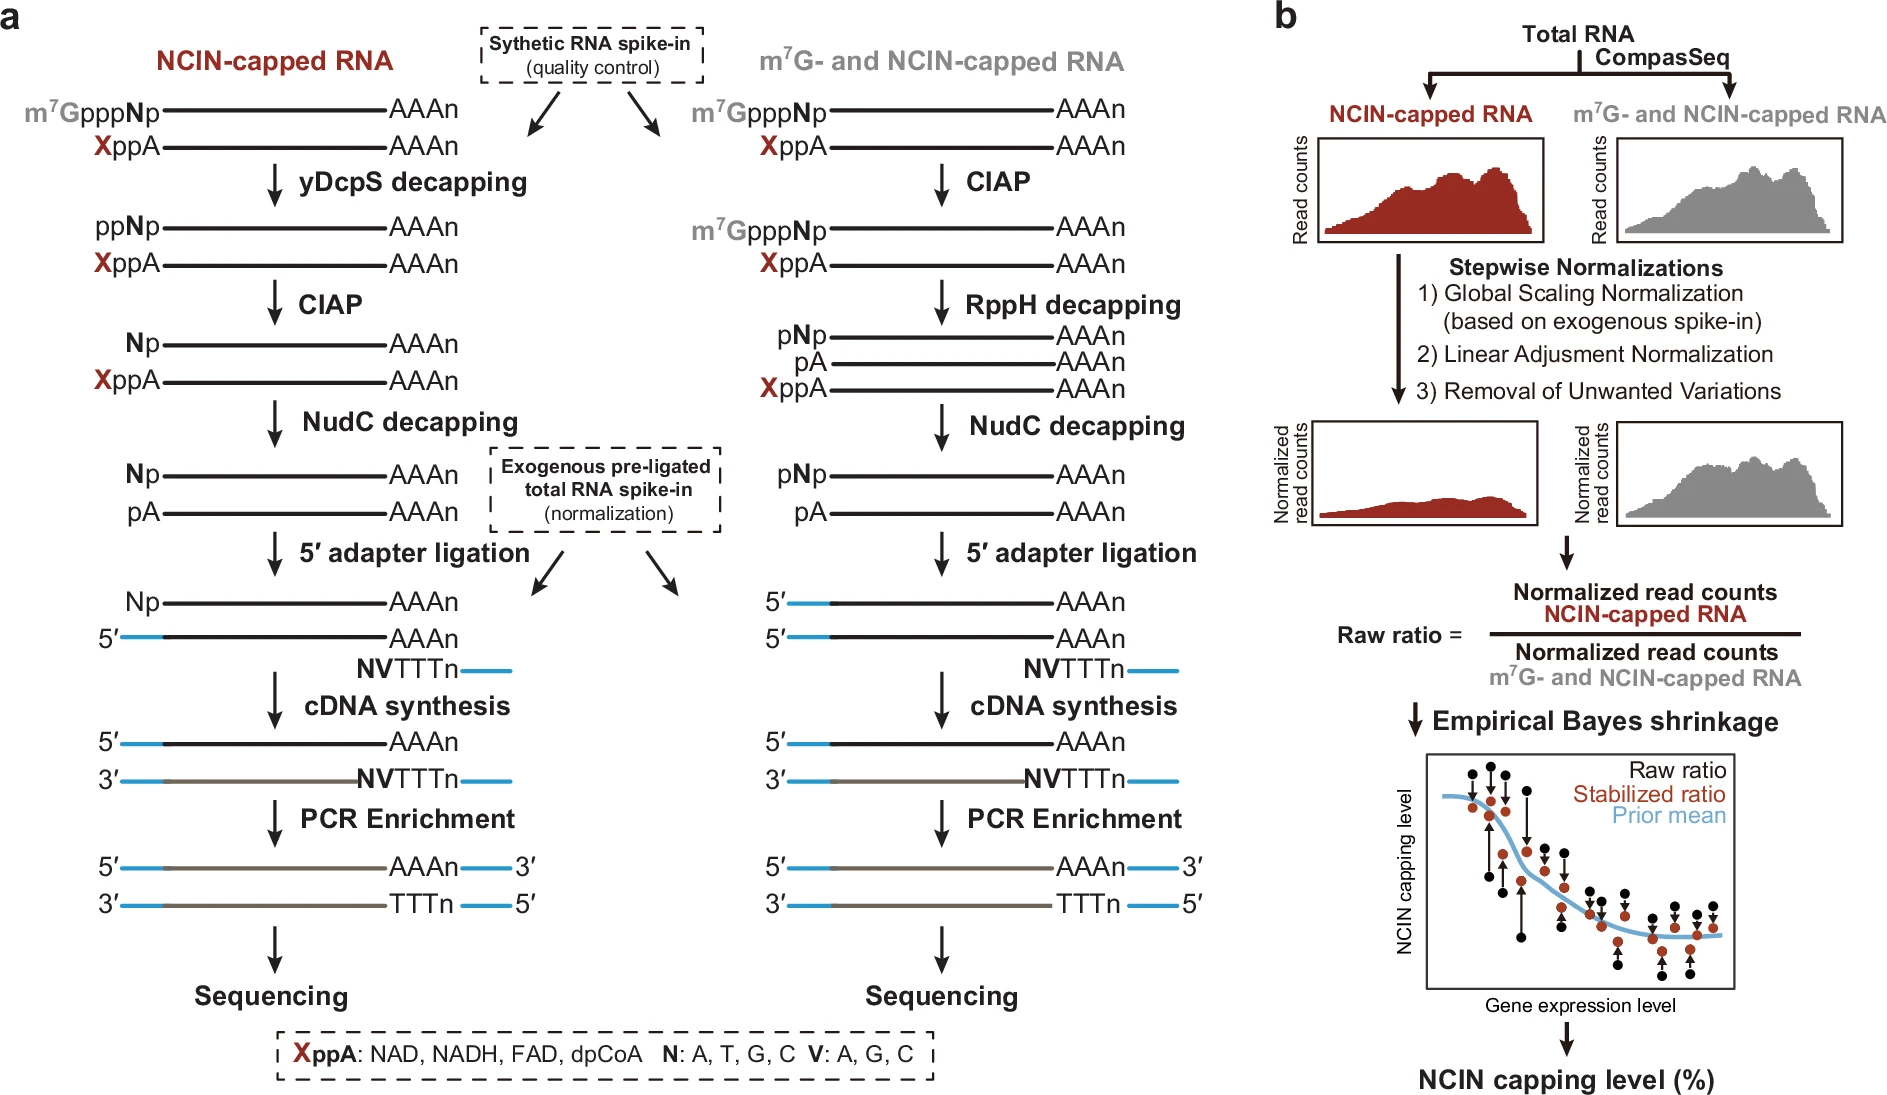 a
NCIN-capped RNA
Sythetic RNA spike-in
(quality control)
m⁷G- and NCIN-capped RNA
m⁷GpppNp AAAn
XppA AAAn
m⁷GpppNp AAAn
XppA AAAn
yDcpS decapping
CIAP
ppNp AAAn
XppA AAAn
m⁷GpppNp AAAn
XppA AAAn
CIAP
RppH decapping
Np AAAn
XppA AAAn
pNp AAAn
pA AAAn
XppA AAAn
NudC decapping
NudC decapping
Exogenous pre-ligated
total RNA spike-in
(normalization)
Np AAAn
pA AAAn
pNp AAAn
pA AAAn
5′ adapter ligation
5′ adapter ligation
Np AAAn
5′ AAAn
NVTTTn
5′ AAAn
5′ AAAn
NVTTTn
cDNA synthesis
cDNA synthesis
5′ AAAn
3′ NVTTTn
5′ AAAn
3′ NVTTTn
PCR Enrichment
PCR Enrichment
5′ AAAn 3′
3′ TTTn 5′
5′ AAAn 3′
3′ TTTn 5′
Sequencing
Sequencing
XppA: NAD, NADH, FAD, dpCoA N: A, T, G, C V: A, G, C
b
Total RNA
CompasSeq
NCIN-capped RNA
m⁷G- and NCIN-capped RNA
Read counts
Read counts
Stepwise Normalizations
1) Global Scaling Normalization
(based on exogenous spike-in)
2) Linear Adjusment Normalization
3) Removal of Unwanted Variations
Normalized
read counts
Normalized
read counts
Raw ratio =
Normalized read counts
NCIN-capped RNA
Normalized read counts
m⁷G- and NCIN-capped RNA
Empirical Bayes shrinkage
Raw ratio
Stabilized ratio
Prior mean
NCIN capping level
Gene expression level
NCIN capping level (%)